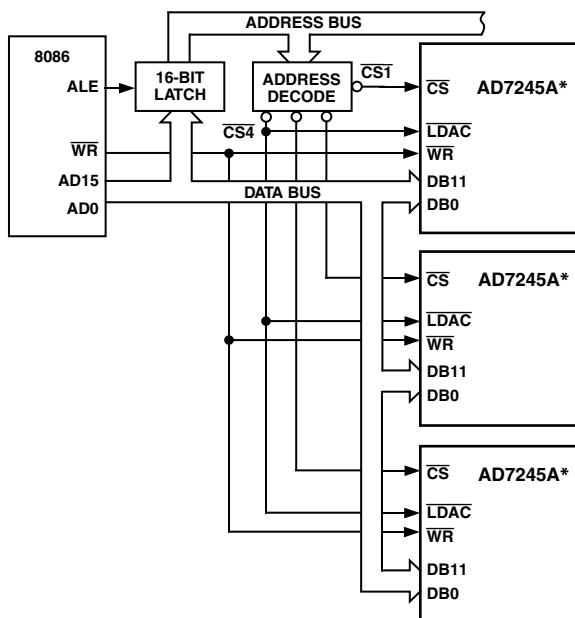 ADDRESS BUS
8086
ALE
16-BIT
LATCH
ADDRESS
DECODE
CS1
CS
AD7245A*
CS4
LDAC
WR
WR
AD15
DB11
AD0
DATA BUS
DB0
CS
AD7245A*
LDAC
WR
DB11
DB0
CS
AD7245A*
LDAC
WR
DB11
DB0